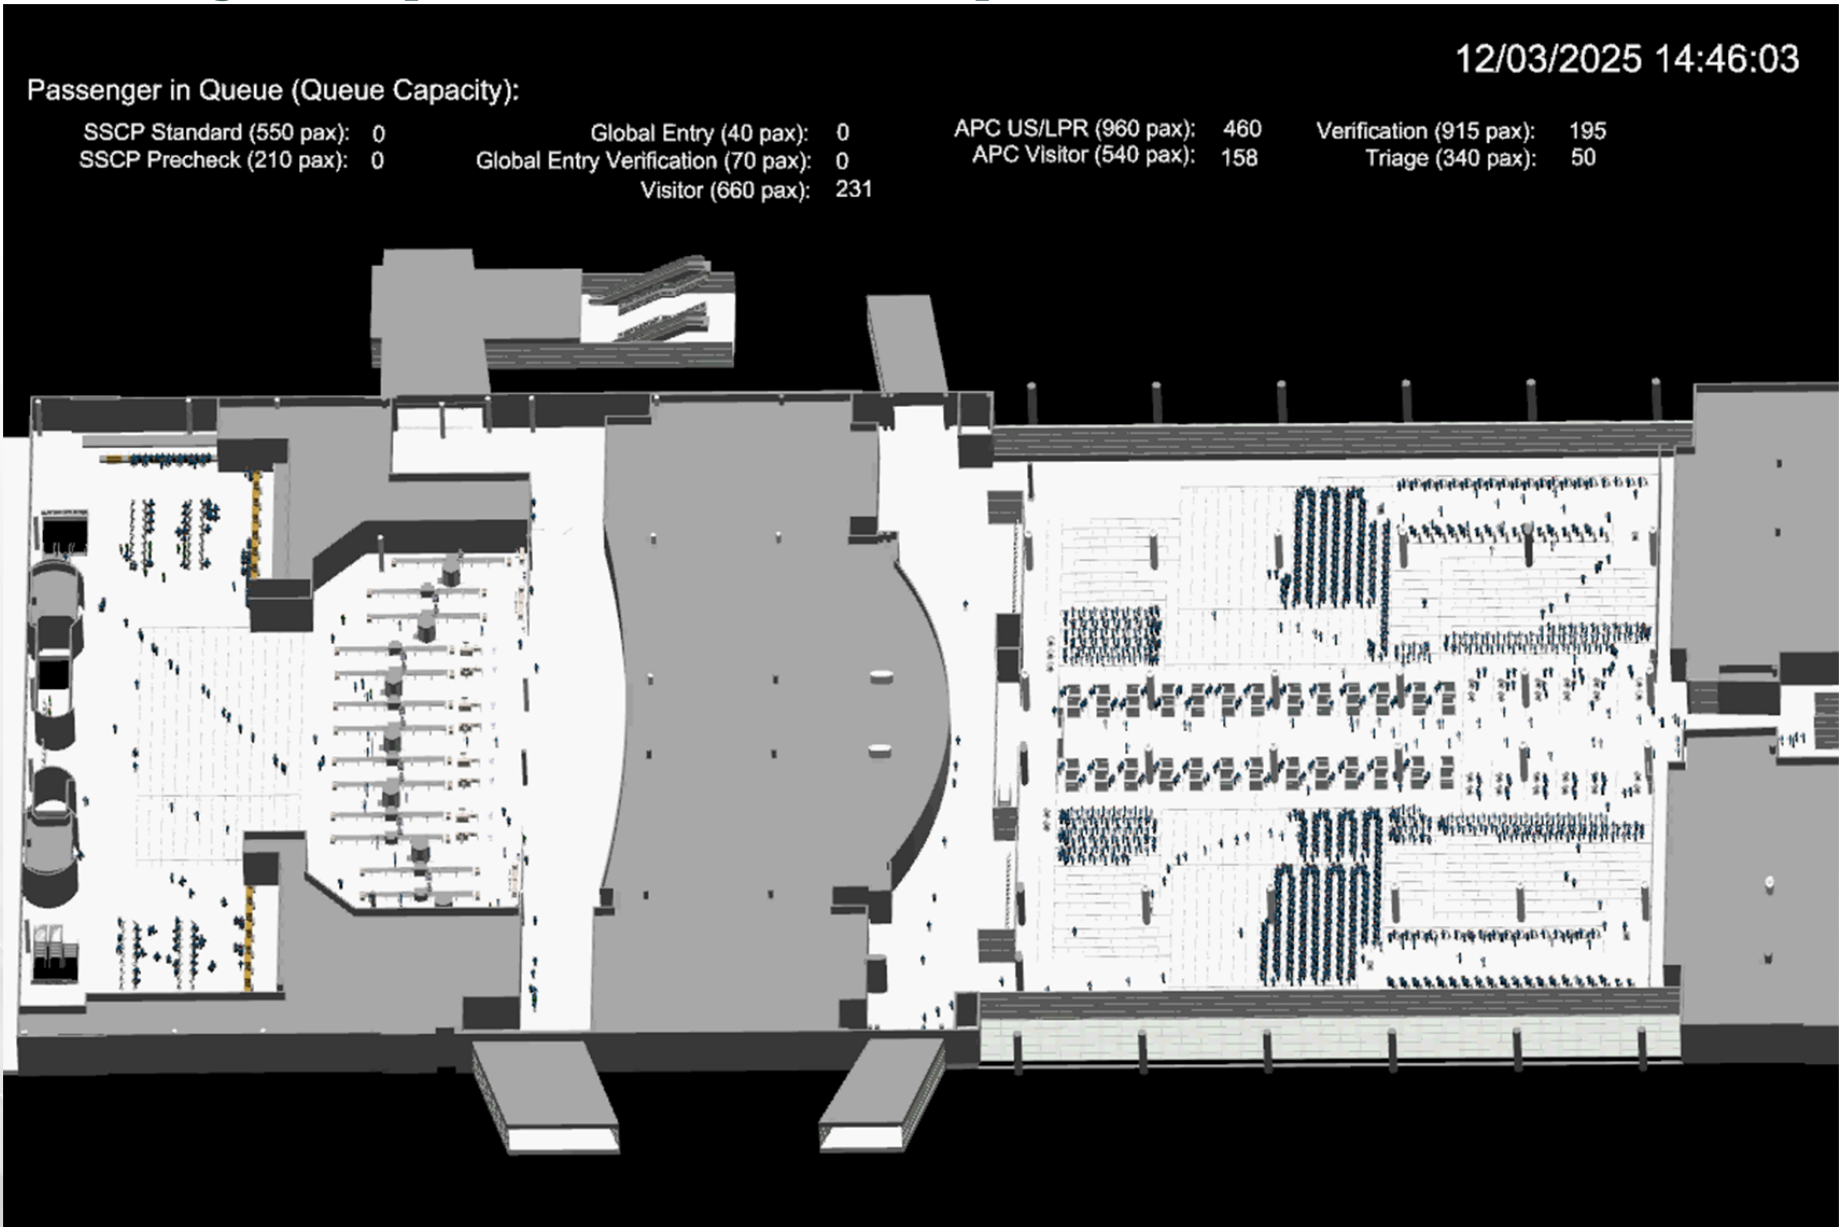 12/03/2025 14:46:03
Passenger in Queue (Queue Capacity):
SSCP Standard (550 pax): 0
SSCP Precheck (210 pax): 0
Global Entry (40 pax): 0
Global Entry Verification (70 pax): 0
Visitor (660 pax): 231
APC US/LPR (960 pax): 460
APC Visitor (540 pax): 158
Verification (915 pax): 195
Triage (340 pax): 50